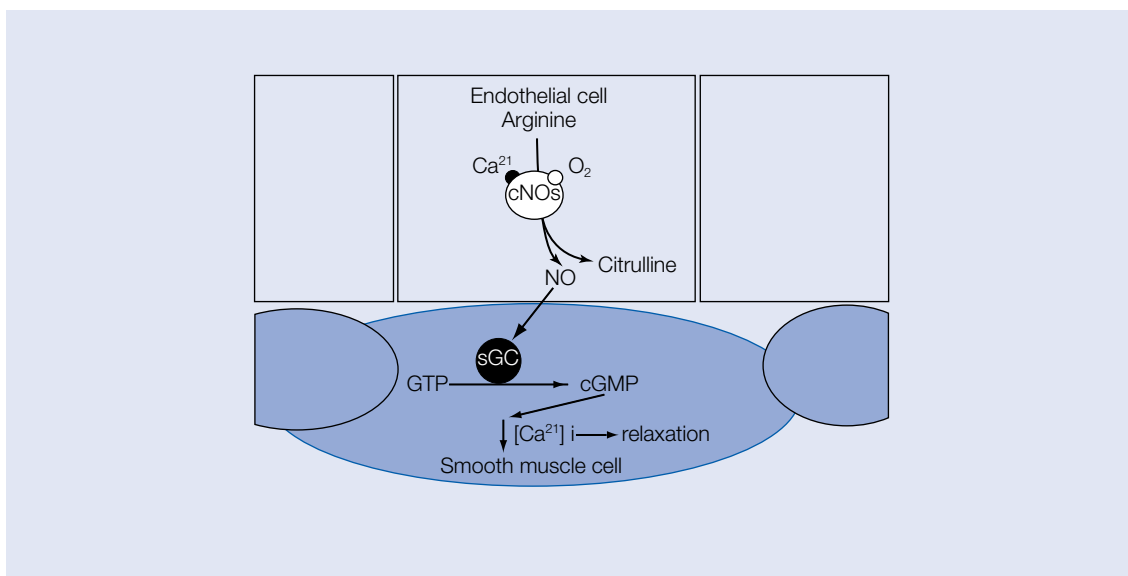 Endothelial cell
Arginine
Ca²¹
O₂
cNOs
Citrulline
NO
sGC
GTP
cGMP
[Ca²¹] i
relaxation
Smooth muscle cell